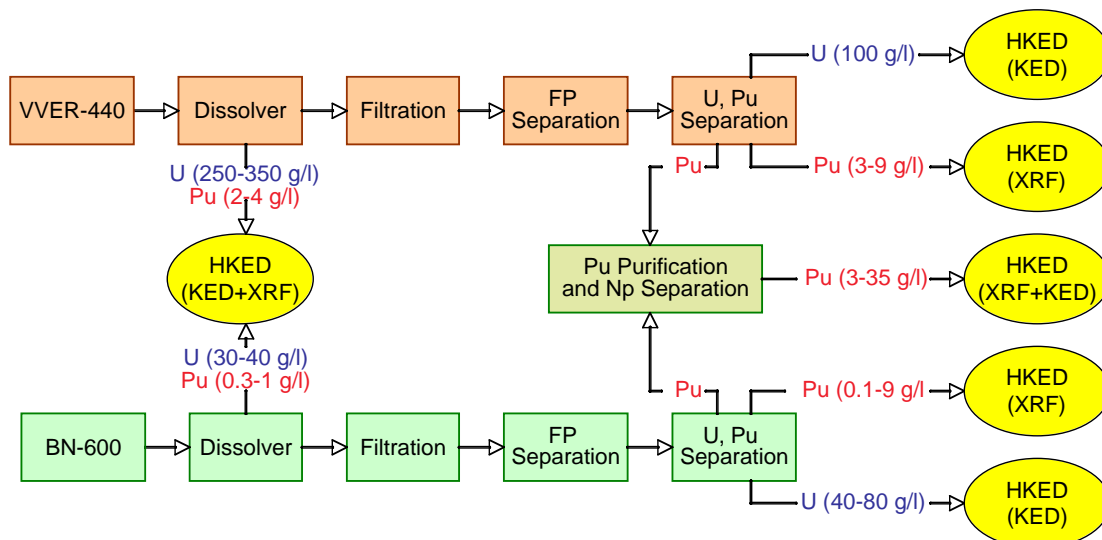 U (100 g/l)
HKED
(KED)
VVER-440
Dissolver
Filtration
FP
Separation
U, Pu
Separation
U (250-350 g/l)
Pu (2-4 g/l)
Pu
Pu (3-9 g/l)
HKED
(XRF)
HKED
(KED+XRF)
Pu Purification
and Np Separation
Pu (3-35 g/l)
HKED
(XRF+KED)
U (30-40 g/l)
Pu (0.3-1 g/l)
Pu
Pu (0.1-9 g/l
HKED
(XRF)
BN-600
Dissolver
Filtration
FP
Separation
U, Pu
Separation
U (40-80 g/l)
HKED
(KED)